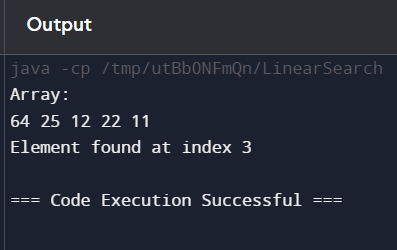 Output
java -cp /tmp/utBbONFmQn/LinearSearch
Array:
64 25 12 22 11
Element found at index 3
=== Code Execution Successful ===